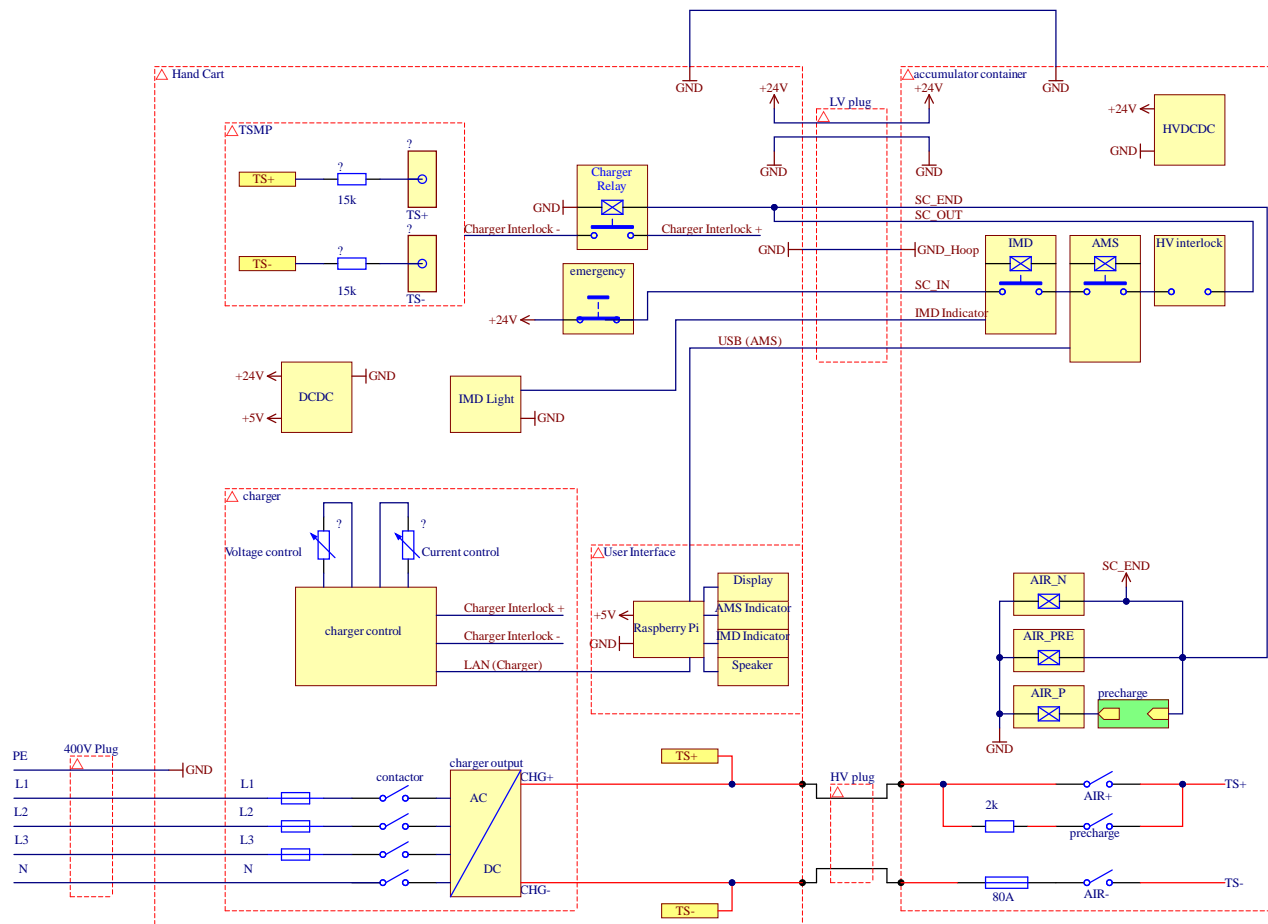 Hand Cart
GND
+24V
LV plug
+24V
accumulator container
GND
+24V
HVDCDC
GND
TSMP
?
?
TS+
15k
TS+
?
?
TS-
15k
TS-
Charger
Relay
GND
Charger Interlock -
Charger Interlock +
GND
GND
SC_END
SC_OUT
GND
GND_Hoop
IMD
AMS
HV interlock
emergency
+24V
SC_IN
IMD Indicator
USB (AMS)
+24V
GND
DCDC
+5V
IMD Light
GND
charger
?
?
Voltage control
Current control
charger control
Charger Interlock +
Charger Interlock -
LAN (Charger)
User Interface
+5V
GND
Raspberry Pi
Display
AMS Indicator
IMD Indicator
Speaker
SC_END
AIR_N
AIR_PRE
AIR_P
precharge
GND
PE
400V Plug
GND
L1
L1
L2
L2
L3
L3
N
N
contactor
charger output
AC
DC
CHG+
CHG-
TS+
TS-
HV plug
2k
AIR+
precharge
TS+
80A
AIR-
TS-